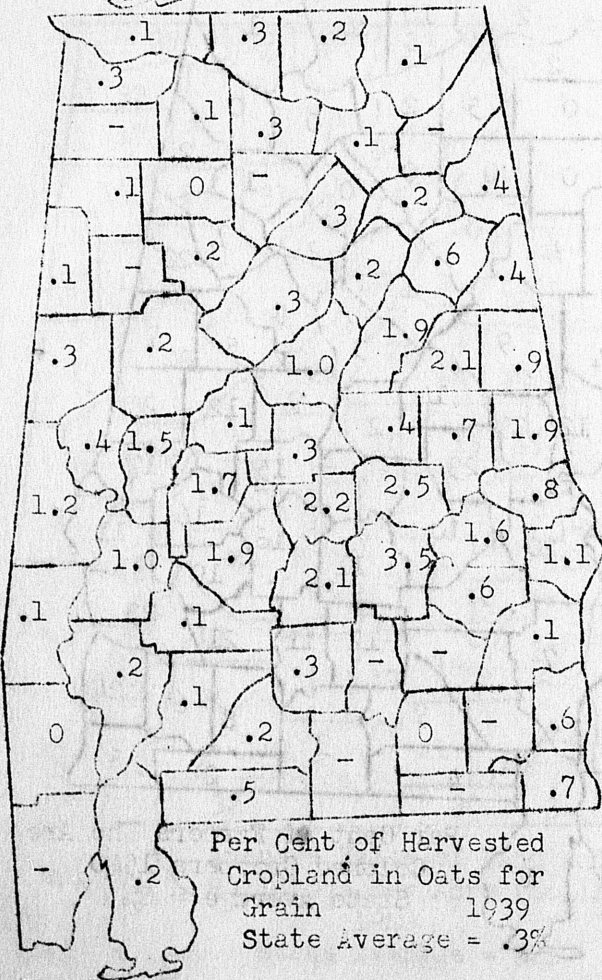 .1 .3 .2
.1
.3
.1 .3 .1 -
-
.1 0 - .3 .2 .4
.1 - .2 .3 .2 .6 .4
.3 .2 1.0 1.9 2.1 .9
.4 1.5 .1 .3 .4 .7 1.9
1.2 1.7 2.2 2.5 .8
1.0 1.9 2.1 3.5 1.6 1.1
.1 .1 .6
.2 .3 - - .1
0 .1 .2 - 0 - .6
.5 - .7
- .2
Per Cent of Harvested
Cropland in Oats for
Grain 1939
State Average = .3%